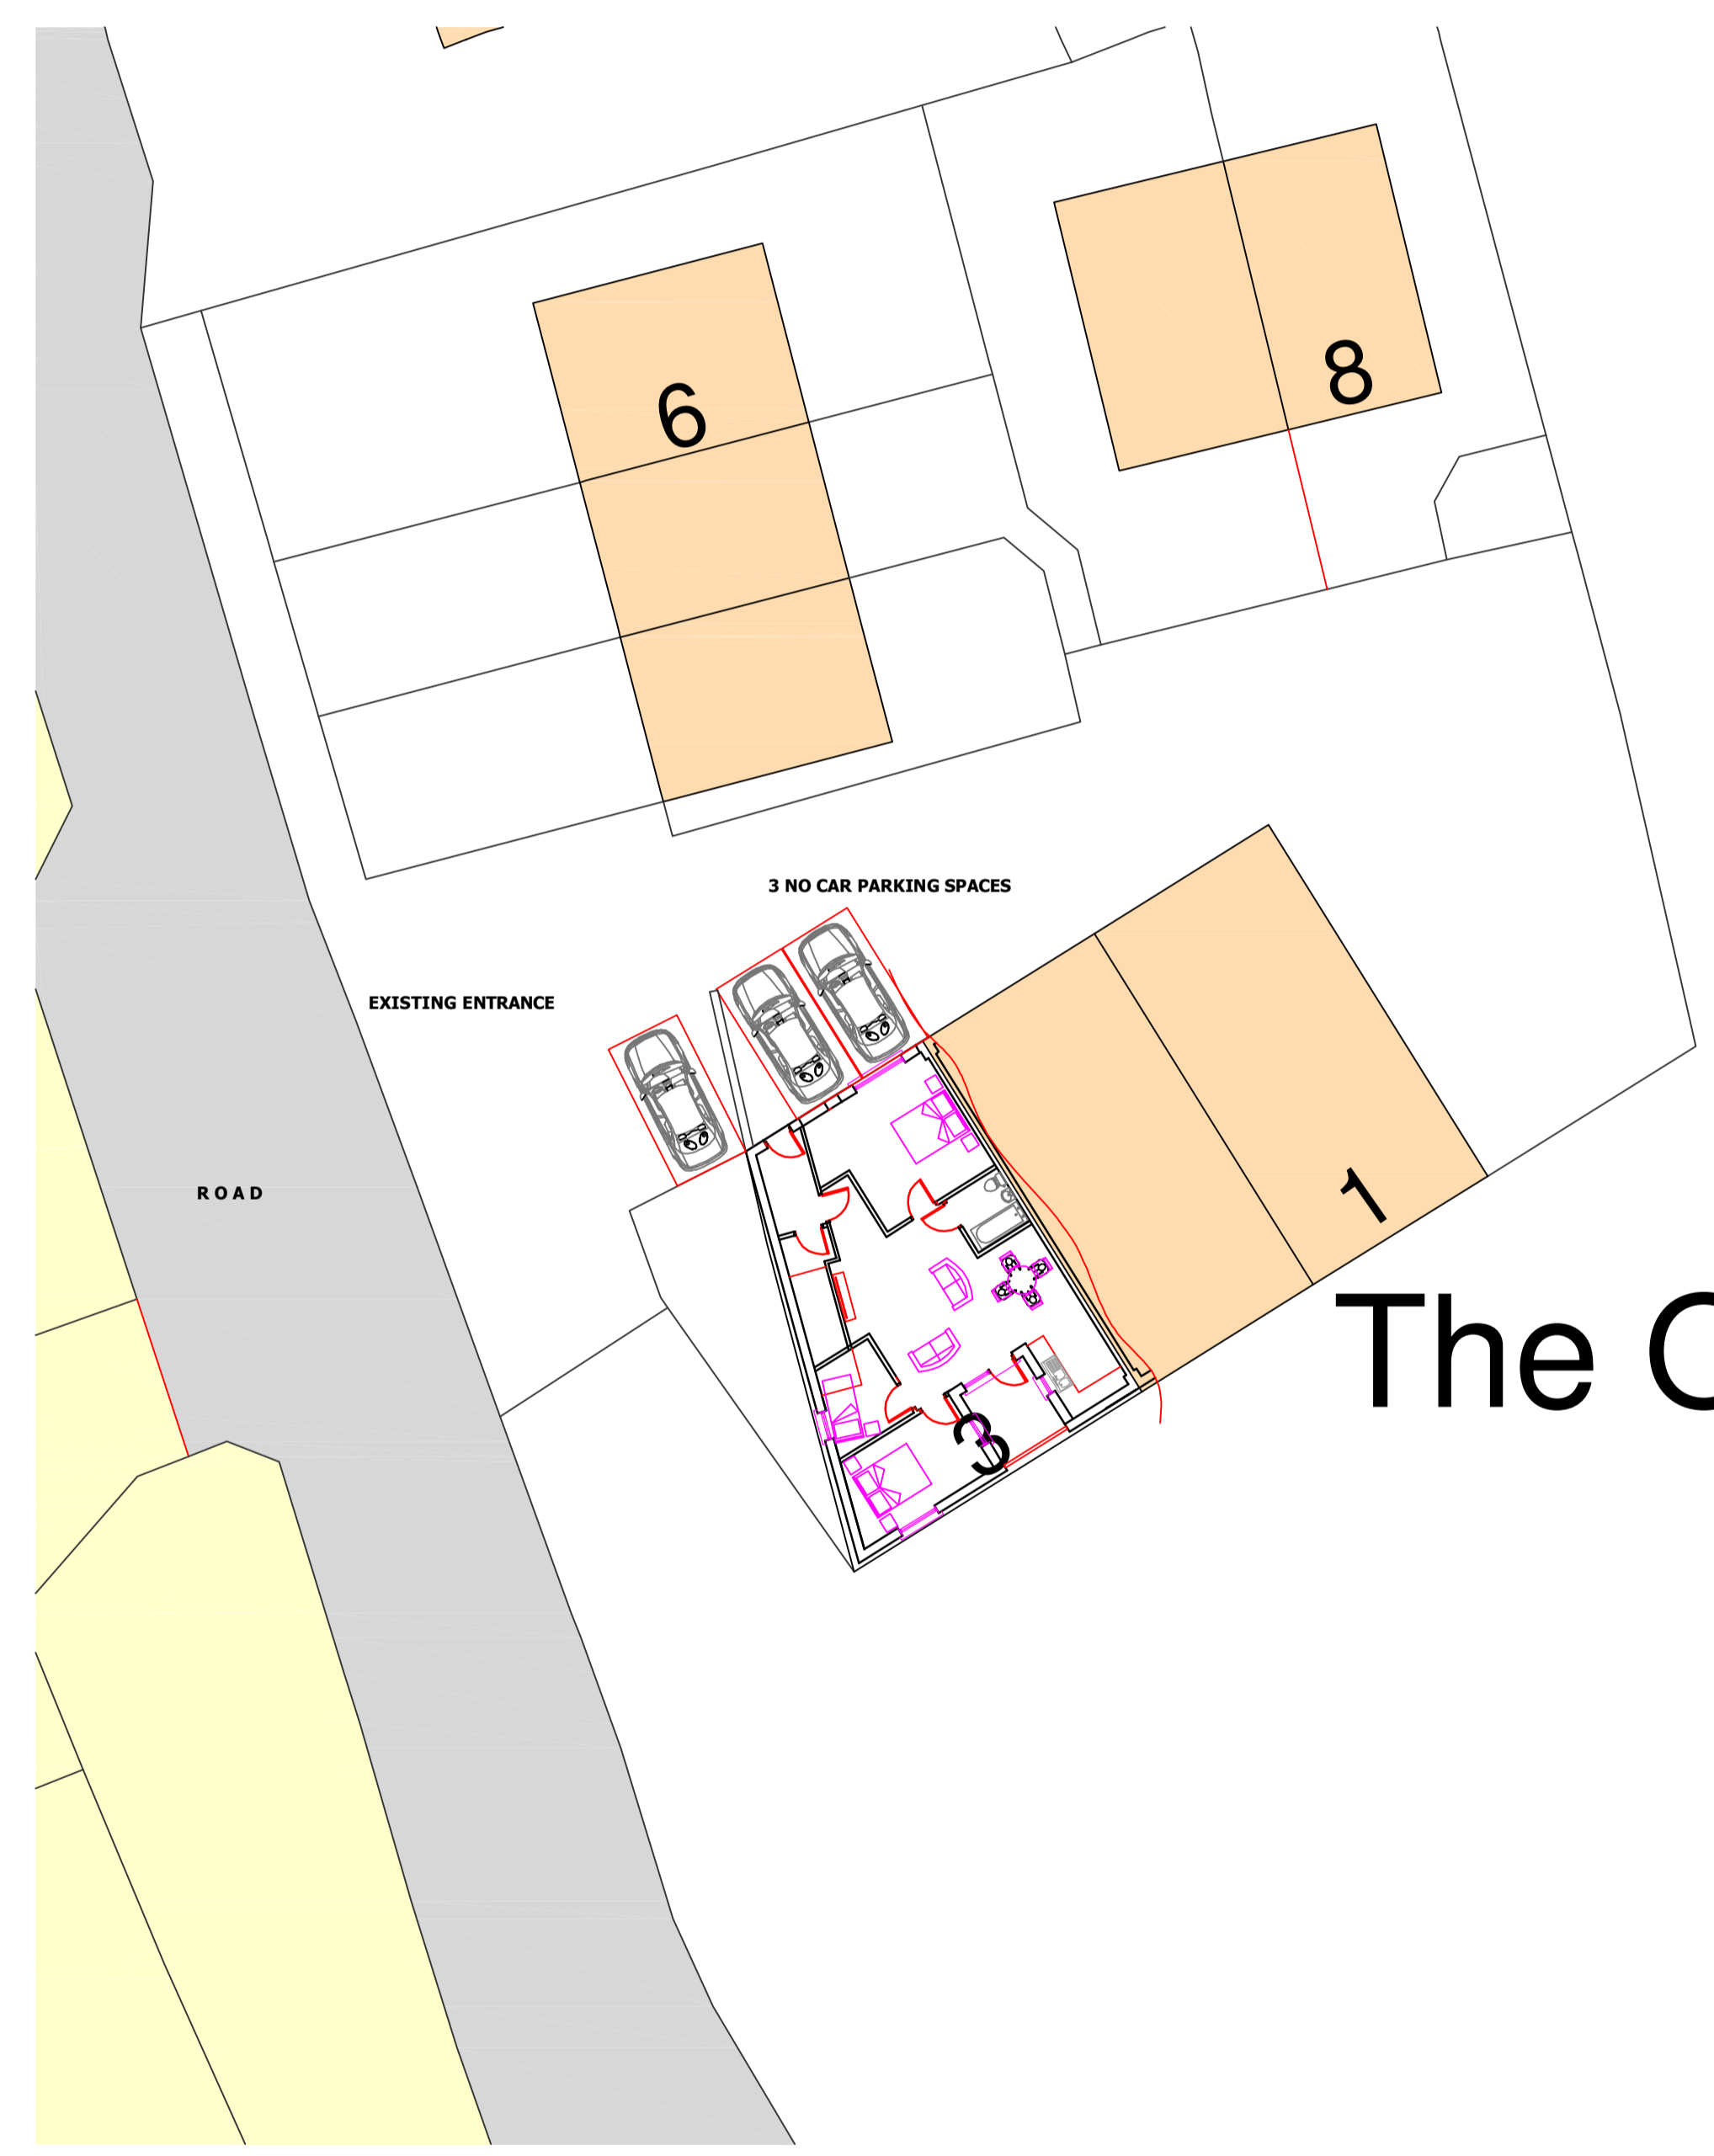 6
8
3 NO CAR PARKING SPACES
EXISTING ENTRANCE
ROAD
1
The
3